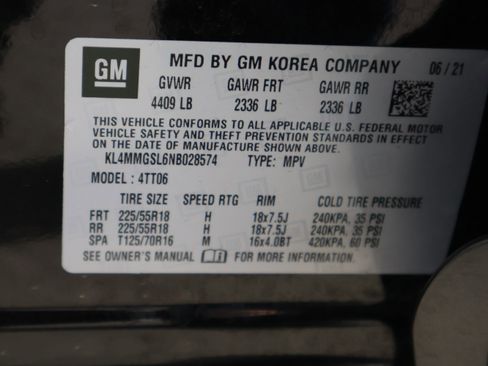 GM MFD BY GM KOREA COMPANY 06/21
GVWR GAWR FRT GAWR RR
4409 LB 2336 LB 2336 LB
THIS VEHICLE CONFORMS TO ALL APPLICABLE U.S. FEDERAL MOTOR
VEHICLE SAFETY AND THEFT PREVENTION STANDARDS IN EFFECT
ON THE DATE OF MANUFACTURE SHOWN ABOVE.
KL4MMGSL6NB028574 TYPE: MPV
MODEL: 4TT06
TIRE SIZE SPEED RTG RIM COLD TIRE PRESSURE
FRT 225/55R18 H 18x7.5J 240KPA, 35 PSI
RR 225/55R18 H 18x7.5J 240KPA, 35 PSI
SPA T125/70R16 M 16x4.0BT 420KPA, 60 PSI
SEE OWNER'S MANUAL FOR MORE INFORMATION.